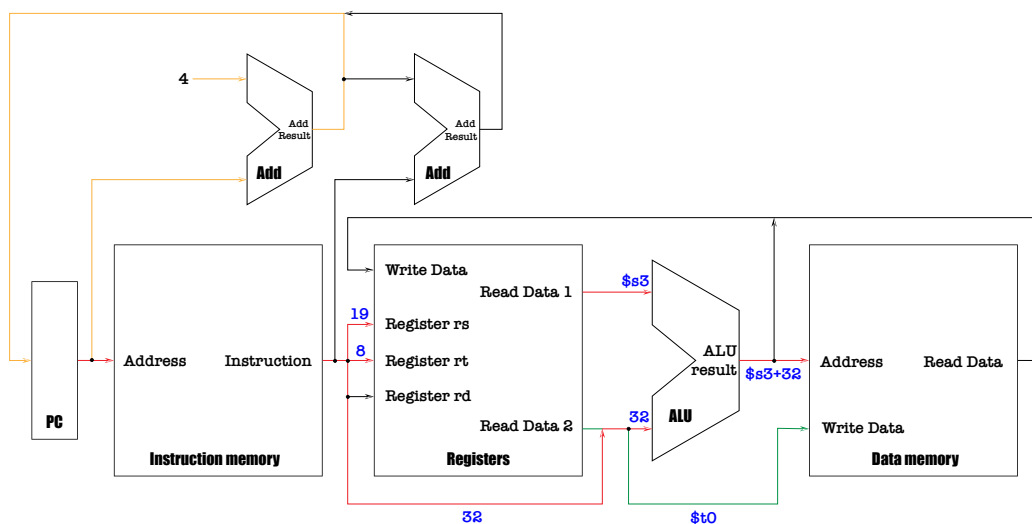 4
Add
Result
Add
Add
Result
Add
Write Data
Read Data 1
$s3
19
Register rs
8
Register rt
Register rd
Read Data 2
Registers
Address
Instruction
Instruction memory
PC
32
32
ALU
result
ALU
$s3+32
Address
Read Data
Write Data
Data memory
$t0